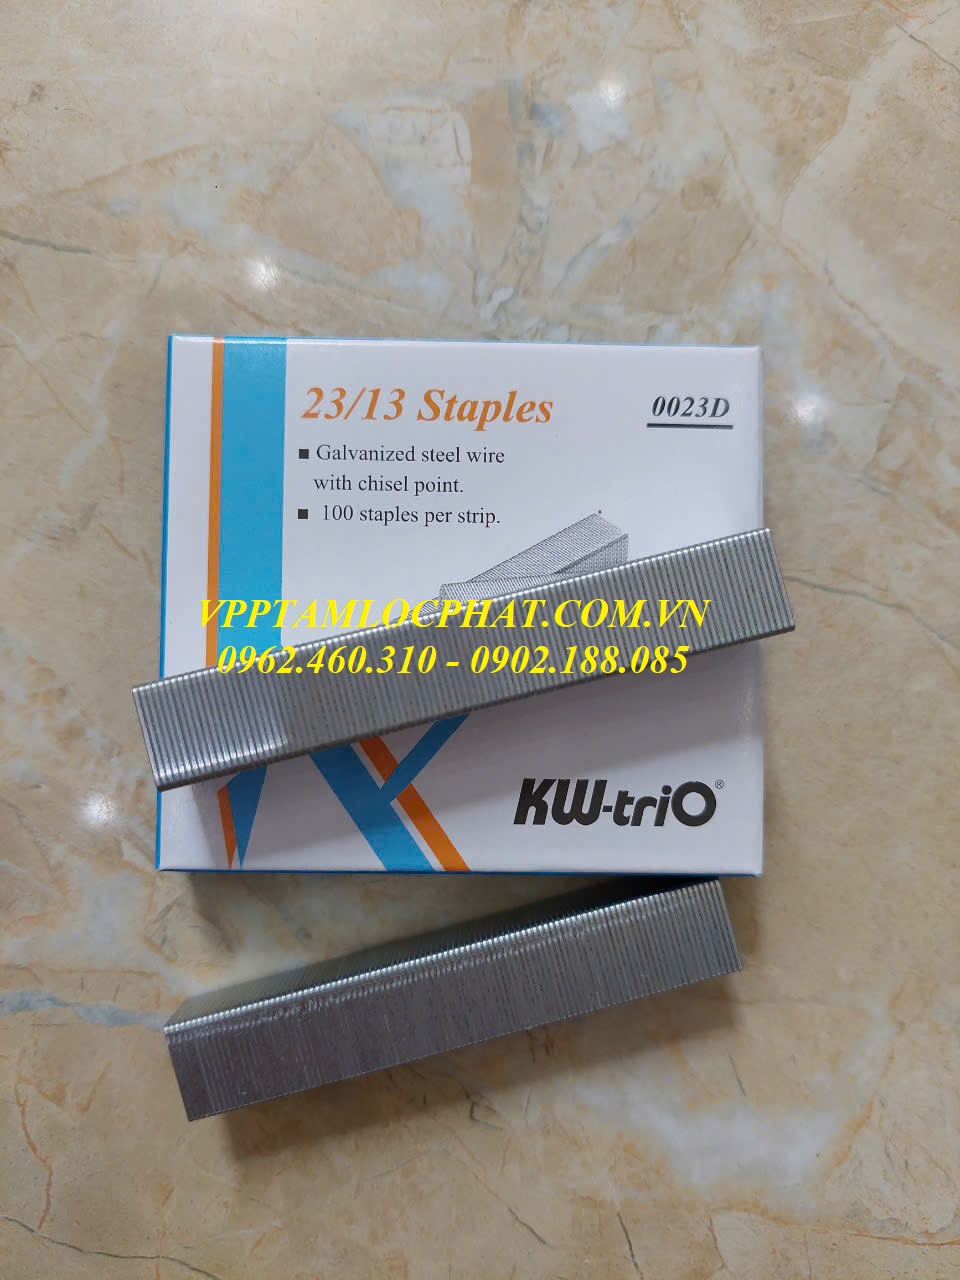 23/13 Staples
0023D
■ Galvanized steel wire
with chisel point.
■ 100 staples per strip.
VPPTAMLOCPHAT.COM.VN
0962.460.310 - 0902.188.085
KW-triO®